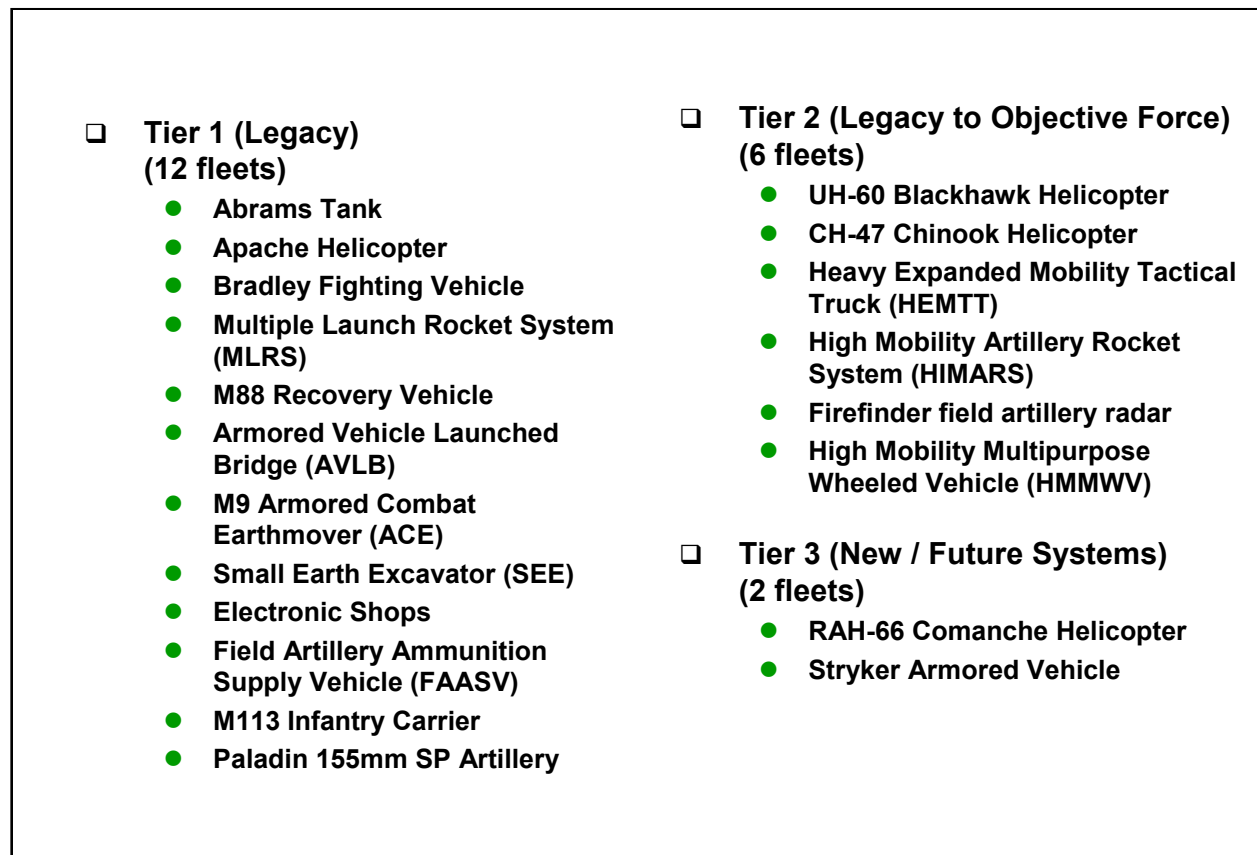 Tier 1 (Legacy)
(12 fleets)
Abrams Tank
Apache Helicopter
Bradley Fighting Vehicle
Multiple Launch Rocket System
(MLRS)
M88 Recovery Vehicle
Armored Vehicle Launched
Bridge (AVLB)
M9 Armored Combat
Earthmover (ACE)
Small Earth Excavator (SEE)
Electronic Shops
Field Artillery Ammunition
Supply Vehicle (FAASV)
M113 Infantry Carrier
Paladin 155mm SP Artillery
Tier 2 (Legacy to Objective Force)
(6 fleets)
UH-60 Blackhawk Helicopter
CH-47 Chinook Helicopter
Heavy Expanded Mobility Tactical
Truck (HEMTT)
High Mobility Artillery Rocket
System (HIMARS)
Firefinder field artillery radar
High Mobility Multipurpose
Wheeled Vehicle (HMMWV)
Tier 3 (New / Future Systems)
(2 fleets)
RAH-66 Comanche Helicopter
Stryker Armored Vehicle